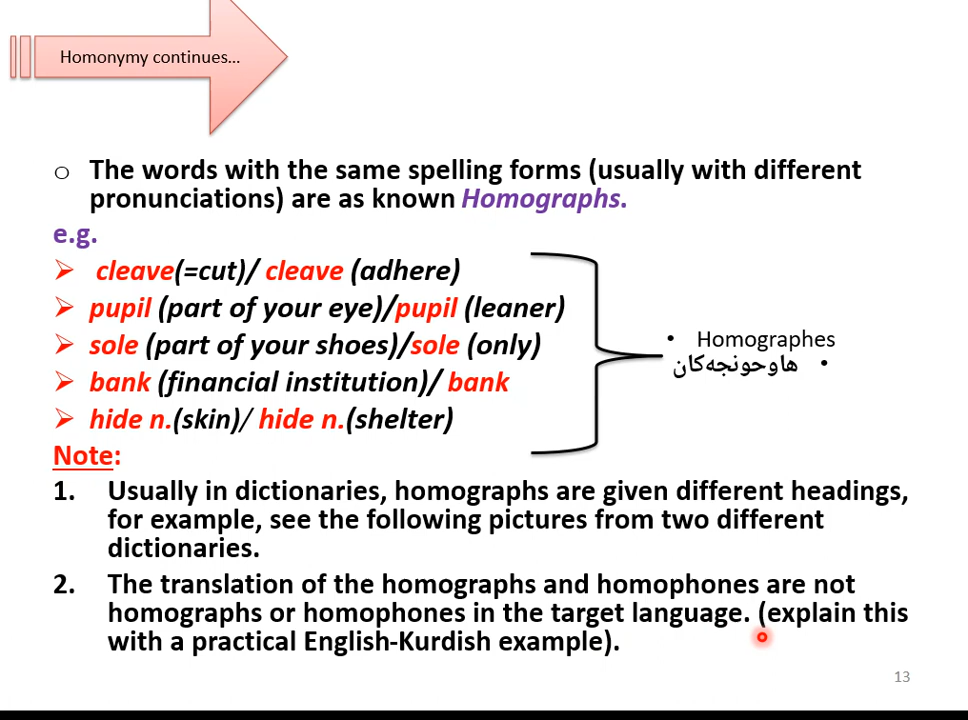 Homonymy continues…
o The words with the same spelling forms (usually with different
pronunciations) are as known Homographs.
e.g.
➢ cleave(=cut)/ cleave (adhere)
➢ pupil (part of your eye)/pupil (leaner)
➢ sole (part of your shoes)/sole (only)
➢ bank (financial institution)/ bank
➢ hide n.(skin)/ hide n.(shelter)
• Homographes
• هاوحونجەکان
Note:
1. Usually in dictionaries, homographs are given different headings,
for example, see the following pictures from two different
dictionaries.
2. The translation of the homographs and homophones are not
homographs or homophones in the target language. (explain this
with a practical English-Kurdish example).
13